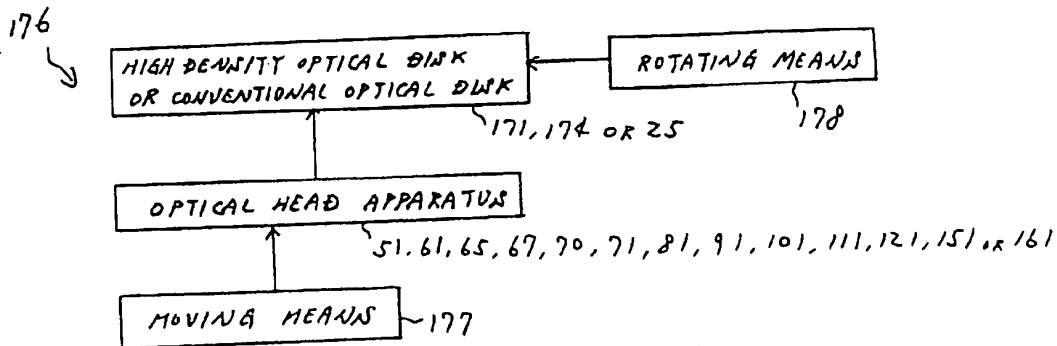 176
HIGH DENSITY OPTICAL DISK
OR CONVENTIONAL OPTICAL DISK
ROTATING MEANS
171, 174 OR 25
178
OPTICAL HEAD APPARATUS
51, 61, 65, 67, 70, 71, 81, 91, 101, 111, 121, 151 OR 161
MOVING MEANS
177